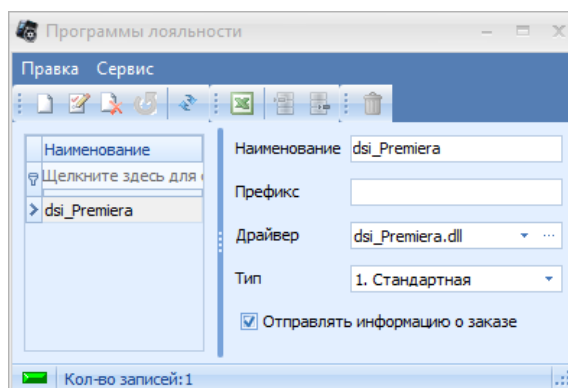 Программы лояльности
Правка Сервис
Наименование
Щелкните здесь для
dsi_Premiera
Наименование dsi_Premiera
Префикс
Драйвер dsi_Premiera.dll
Тип 1. Стандартная
Отправлять информацию о заказе
Кол-во записей:1